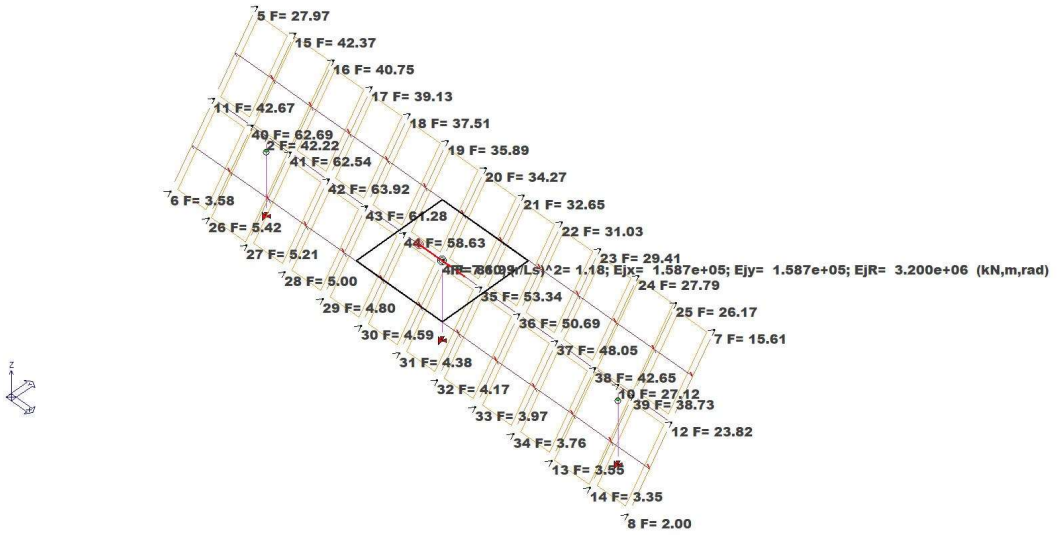 5 F= 27.97
15 F= 42.37
16 F= 40.75
17 F= 39.13
11 F= 42.67
18 F= 37.51
40 F= 62.69
2 F= 42.22
19 F= 35.89
41 F= 62.54
20 F= 34.27
42 F= 63.92
6 F= 3.58
21 F= 32.65
43 F= 61.28
26 F= 5.42
22 F= 31.03
44 F= 58.63
27 F= 5.21
23 F= 29.41
(r/Ls)^2= 1.18; Ejx= 1.587e+05; Ejy= 1.587e+05; EjR= 3.200e+06 (kN,m,rad)
28 F= 5.00
24 F= 27.79
35 F= 53.34
29 F= 4.80
25 F= 26.17
36 F= 50.69
30 F= 4.59
7 F= 15.61
37 F= 48.05
31 F= 4.38
38 F= 42.65
32 F= 4.17
10 F= 27.12
39 F= 38.73
33 F= 3.97
12 F= 23.82
34 F= 3.76
13 F= 3.55
14 F= 3.35
8 F= 2.00
Z